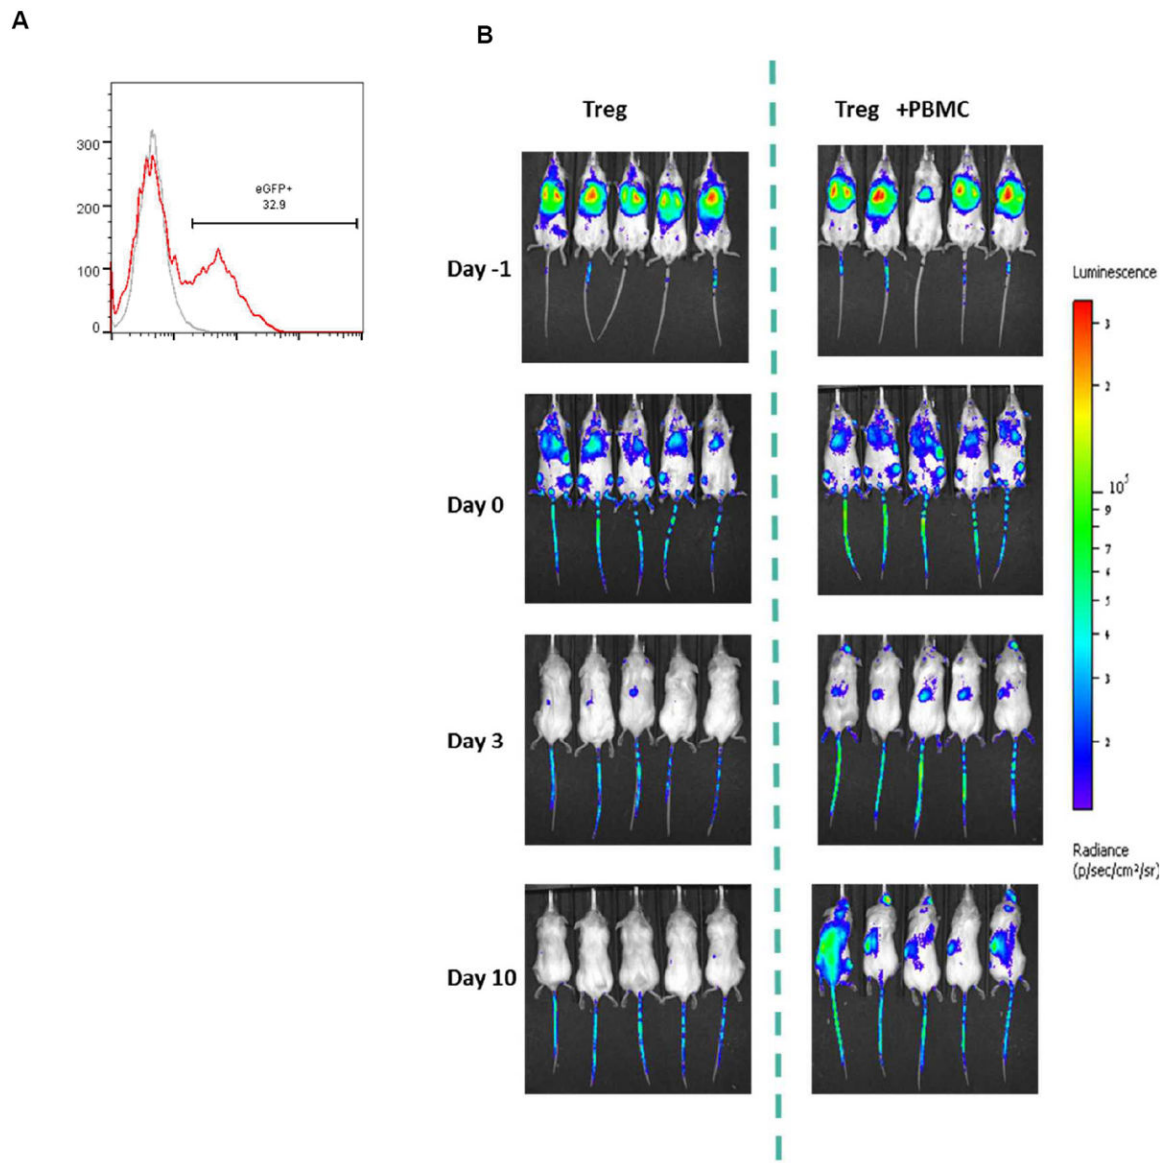 A
B
300
200
100
0
eGFP+
32.9
Treg
Treg +PBMC
Day -1
Day 0
Day 3
Day 10
Luminescence
3
2
10⁵
9
8
7
6
5
4
3
2
Radiance
(p/sec/cm²/sr)